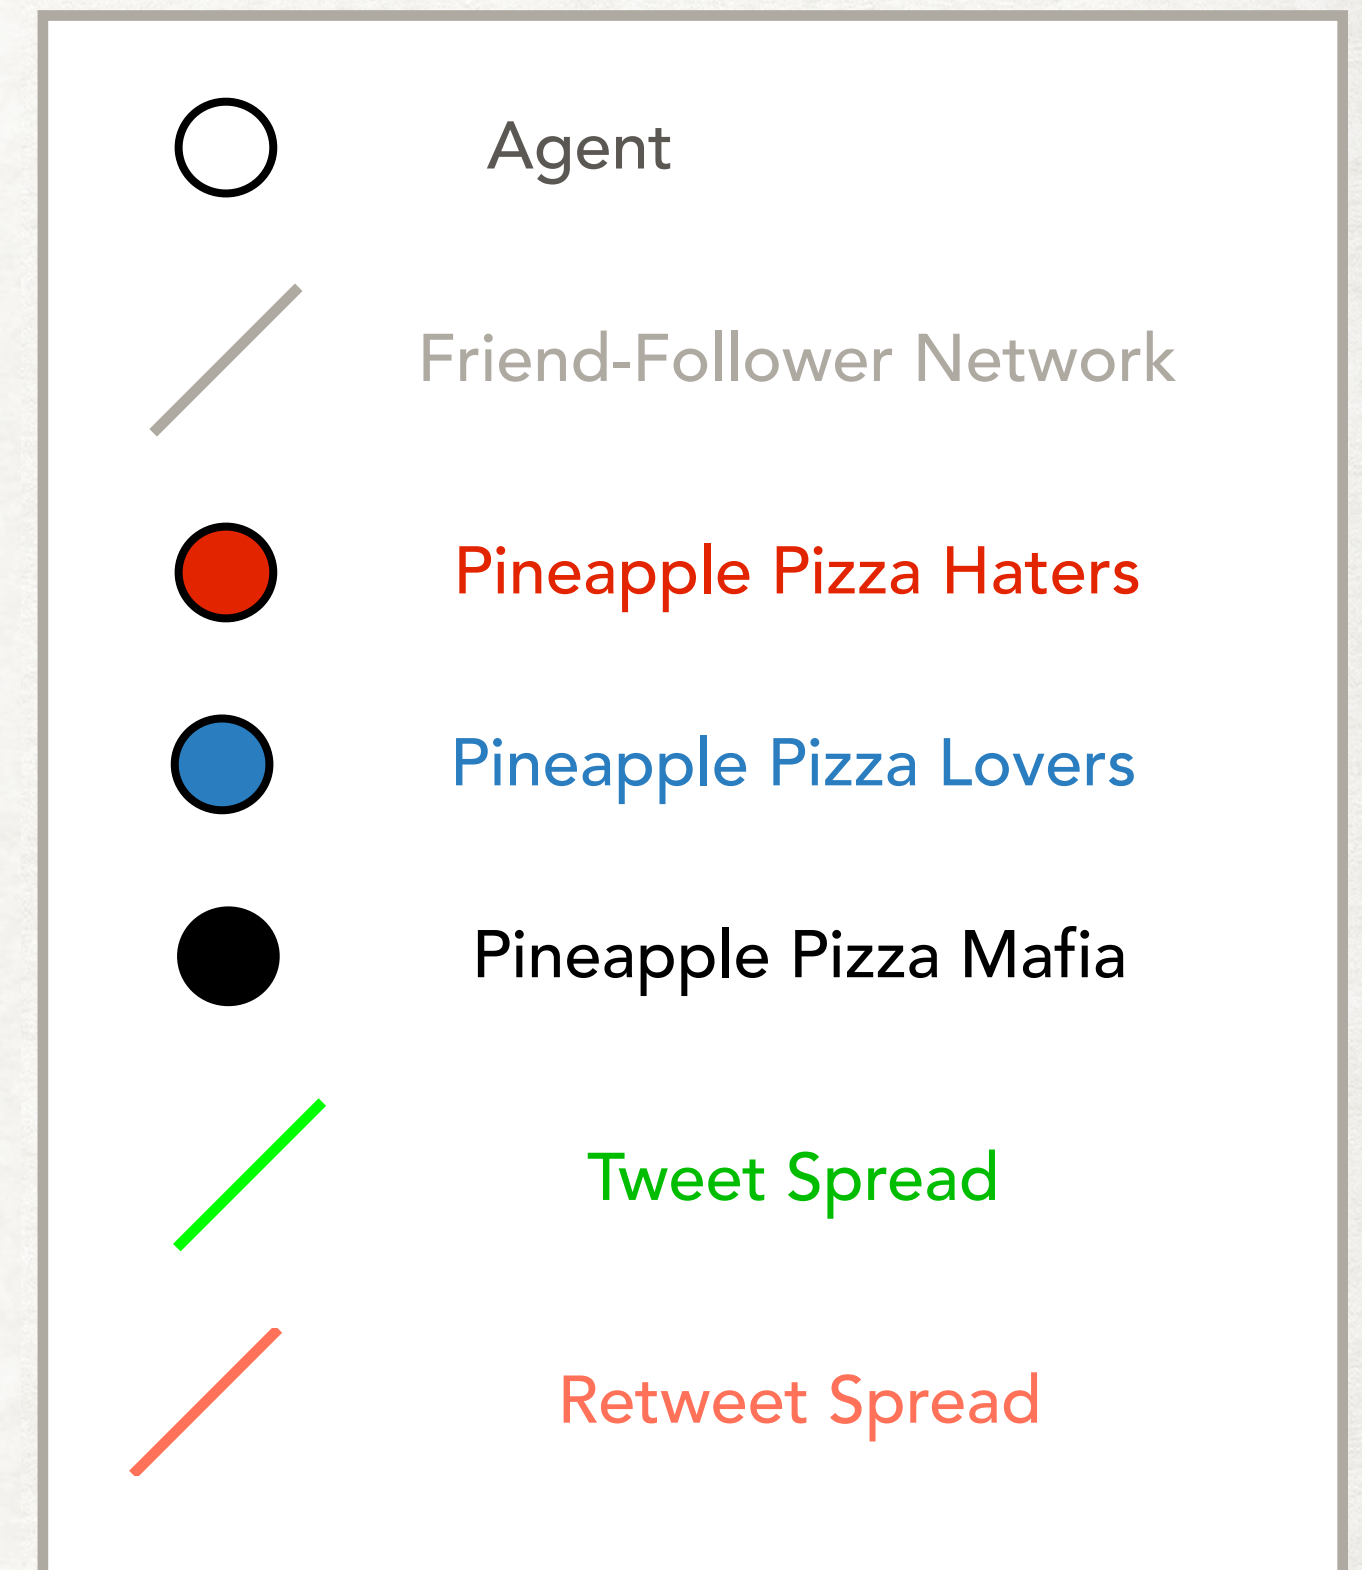 Agent
Friend-Follower Network
Pineapple Pizza Haters
Pineapple Pizza Lovers
Pineapple Pizza Mafia
Tweet Spread
Retweet Spread